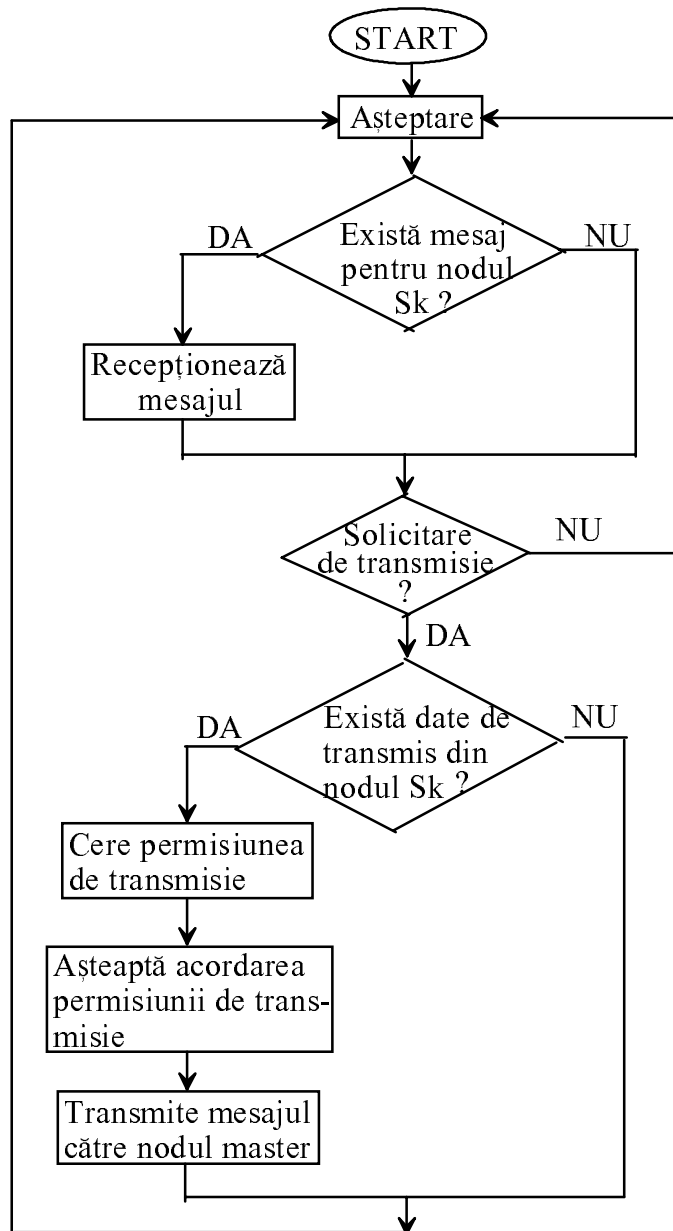 START
Așteptare
DA
Există mesaj
pentru nodul
Sk ?
NU
Recepționează
mesajul
Solicitare
de transmisie
?
NU
DA
DA
Există date de
transmis din
nodul Sk ?
NU
Cere permisiunea
de transmisie
Așteaptă acordarea
permisiunii de trans-
misie
Transmite mesajul
către nodul master